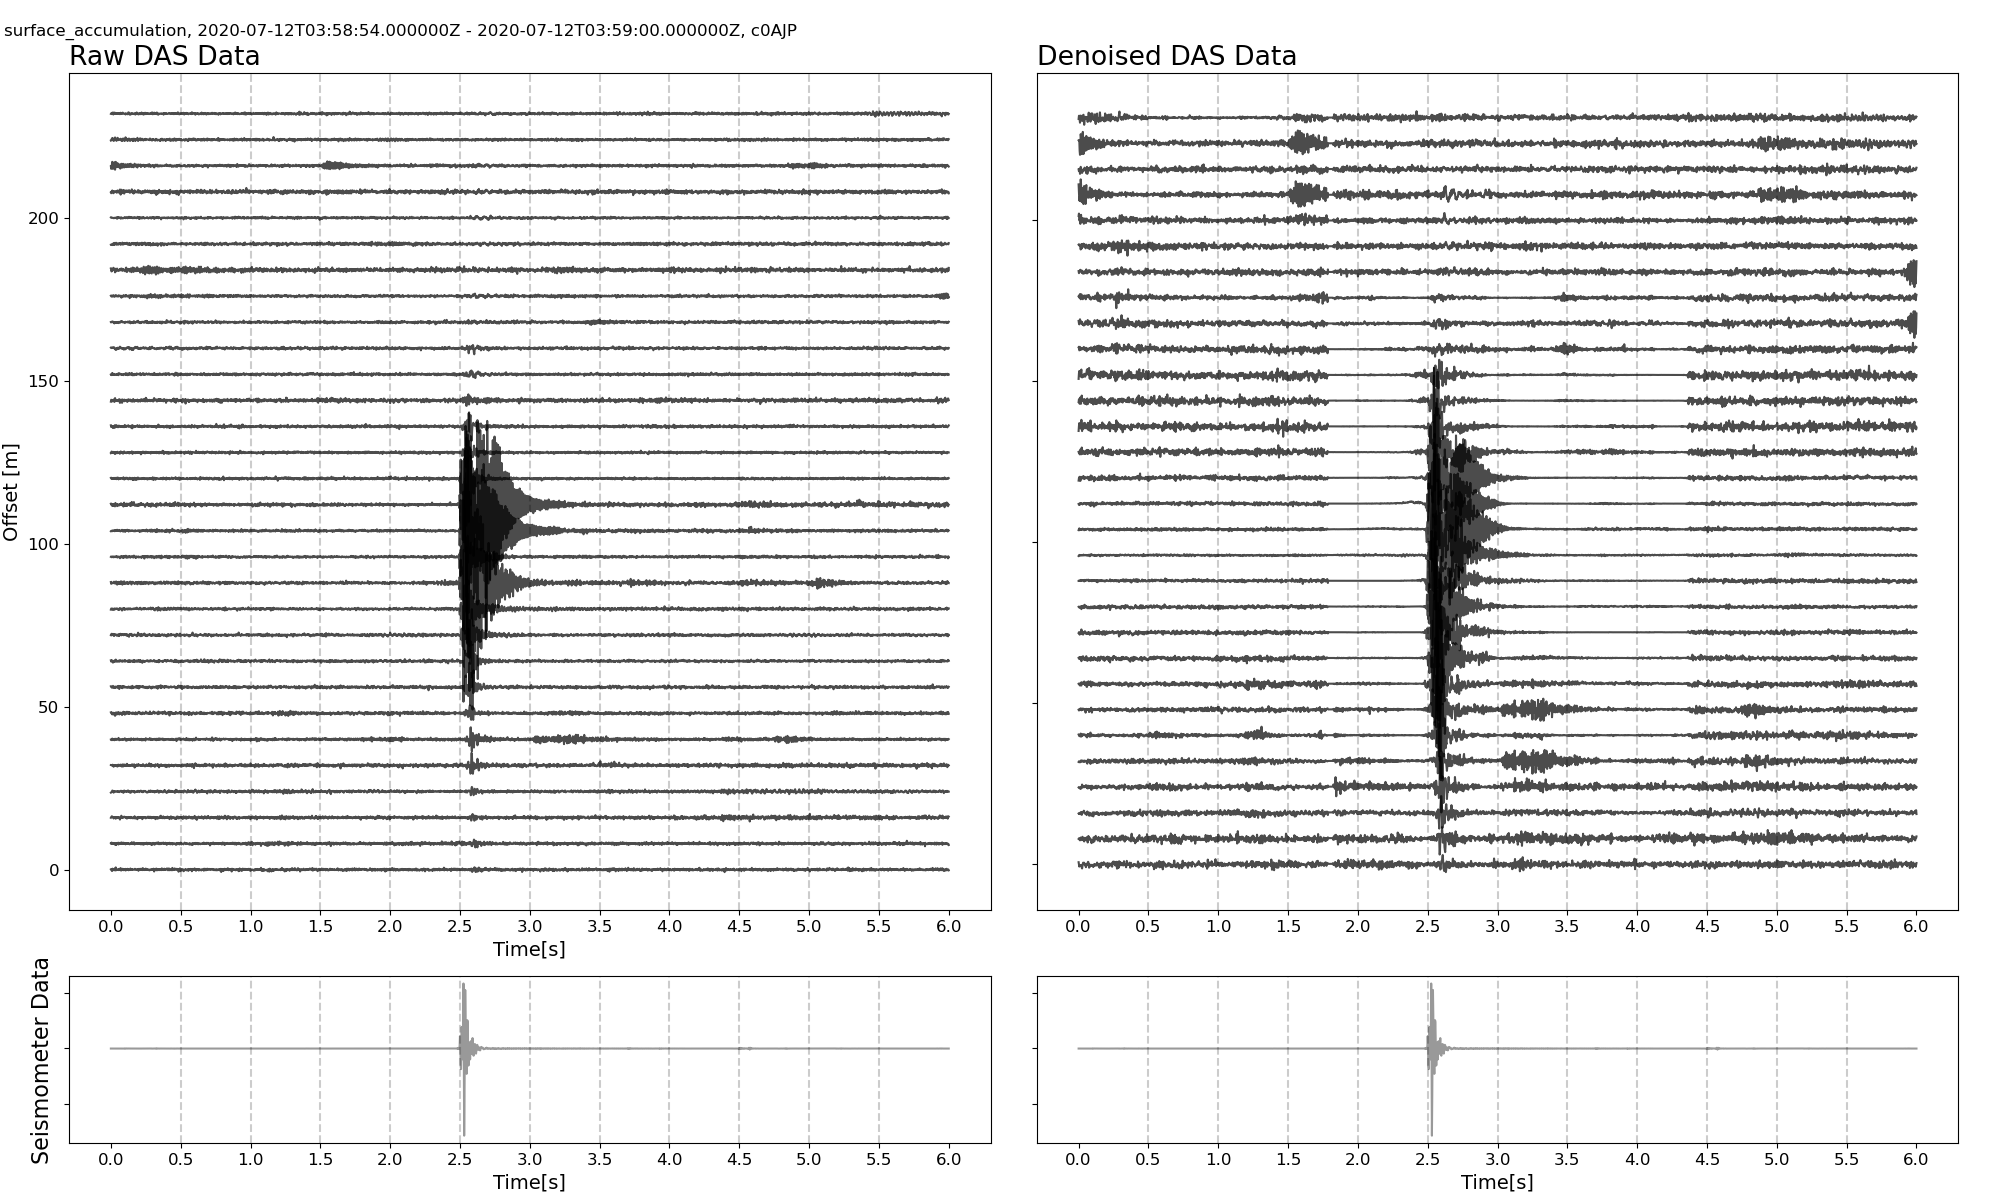 surface_accumulation, 2020-07-12T03:58:54.000000Z - 2020-07-12T03:59:00.000000Z, c0AJP
Raw DAS Data
Denoised DAS Data
Offset [m]
200
150
100
50
0
0.0 0.5 1.0 1.5 2.0 2.5 3.0 3.5 4.0 4.5 5.0 5.5 6.0
Time[s]
0.0 0.5 1.0 1.5 2.0 2.5 3.0 3.5 4.0 4.5 5.0 5.5 6.0
Seismometer Data
0.0 0.5 1.0 1.5 2.0 2.5 3.0 3.5 4.0 4.5 5.0 5.5 6.0
Time[s]
0.0 0.5 1.0 1.5 2.0 2.5 3.0 3.5 4.0 4.5 5.0 5.5 6.0
Time[s]